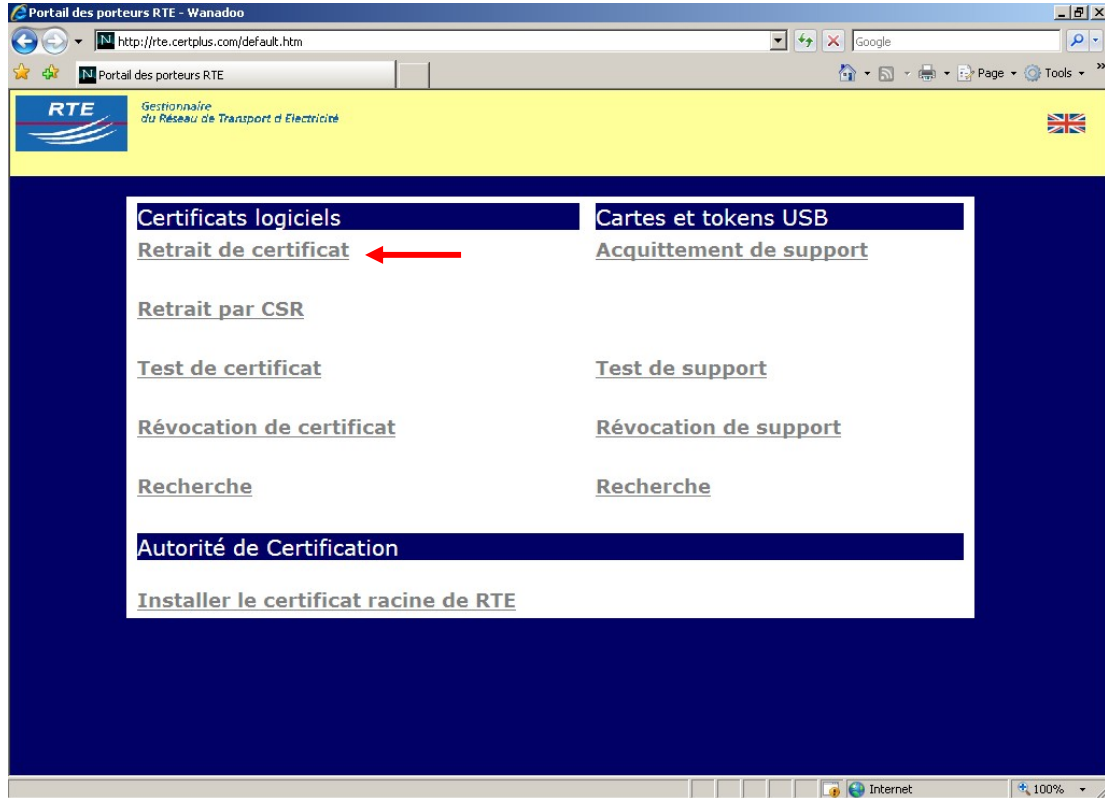 Portail des porteurs RTE - Wanadoo
http://rte.certplus.com/default.htm
Google
Portail des porteurs RTE
Page
Tools
RTE
Gestionnaire
du Réseau de Transport d Electricité
Certificats logiciels
Cartes et tokens USB
Retrait de certificat
Acquittement de support
Retrait par CSR
Test de certificat
Test de support
Révocation de certificat
Révocation de support
Recherche
Recherche
Autorité de Certification
Installer le certificat racine de RTE
Internet
100%